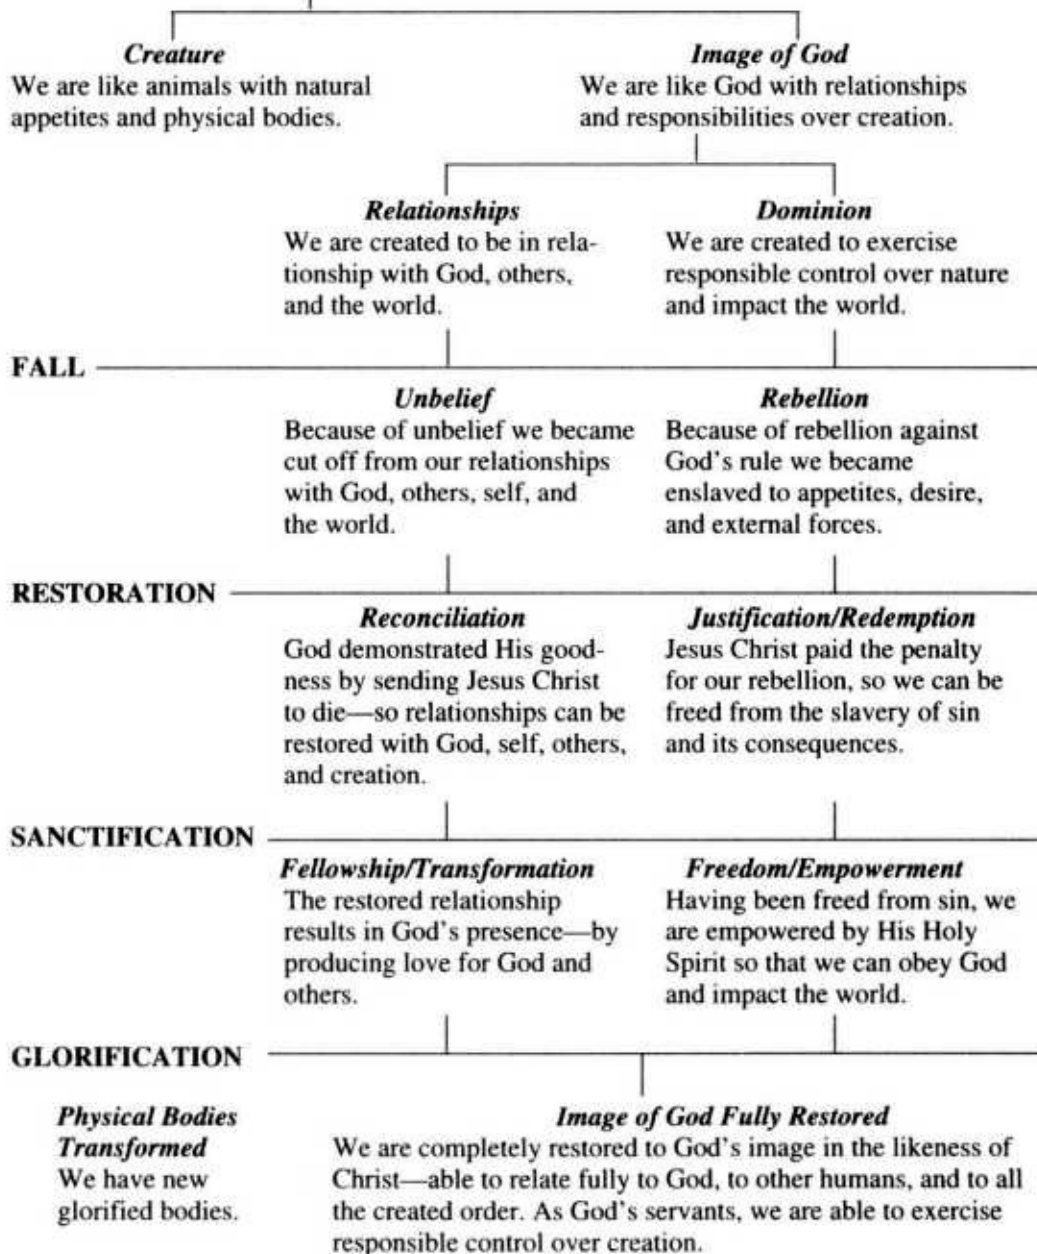 Creature
We are like animals with natural
appetites and physical bodies.
Image of God
We are like God with relationships
and responsibilities over creation.
Relationships
We are created to be in rela-
tionship with God, others,
and the world.
Dominion
We are created to exercise
responsible control over nature
and impact the world.
FALL
Unbelief
Because of unbelief we became
cut off from our relationships
with God, others, self, and
the world.
Rebellion
Because of rebellion against
God's rule we became
enslaved to appetites, desire,
and external forces.
RESTORATION
Reconciliation
God demonstrated His good-
ness by sending Jesus Christ
to die—so relationships can be
restored with God, self, others,
and creation.
Justification/Redemption
Jesus Christ paid the penalty
for our rebellion, so we can be
freed from the slavery of sin
and its consequences.
SANCTIFICATION
Fellowship/Transformation
The restored relationship
results in God's presence—by
producing love for God and
others.
Freedom/Empowerment
Having been freed from sin, we
are empowered by His Holy
Spirit so that we can obey God
and impact the world.
GLORIFICATION
Physical Bodies
Transformed
We have new
glorified bodies.
Image of God Fully Restored
We are completely restored to God's image in the likeness of
Christ—able to relate fully to God, to other humans, and to all
the created order. As God's servants, we are able to exercise
responsible control over creation.